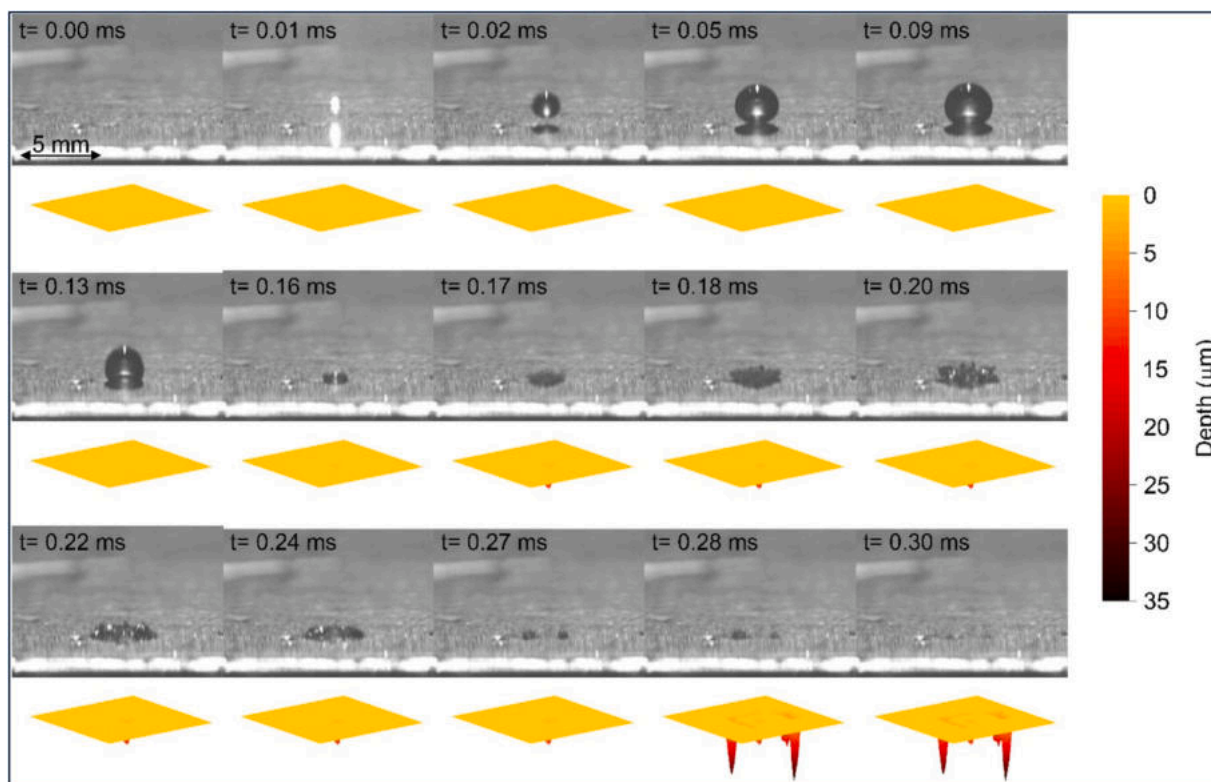 t= 0.00 ms
t= 0.01 ms
t= 0.02 ms
t= 0.05 ms
t= 0.09 ms
5 mm
t= 0.13 ms
t= 0.16 ms
t= 0.17 ms
t= 0.18 ms
t= 0.20 ms
t= 0.22 ms
t= 0.24 ms
t= 0.27 ms
t= 0.28 ms
t= 0.30 ms
0
5
10
15
20
25
30
35
Depth (μm)